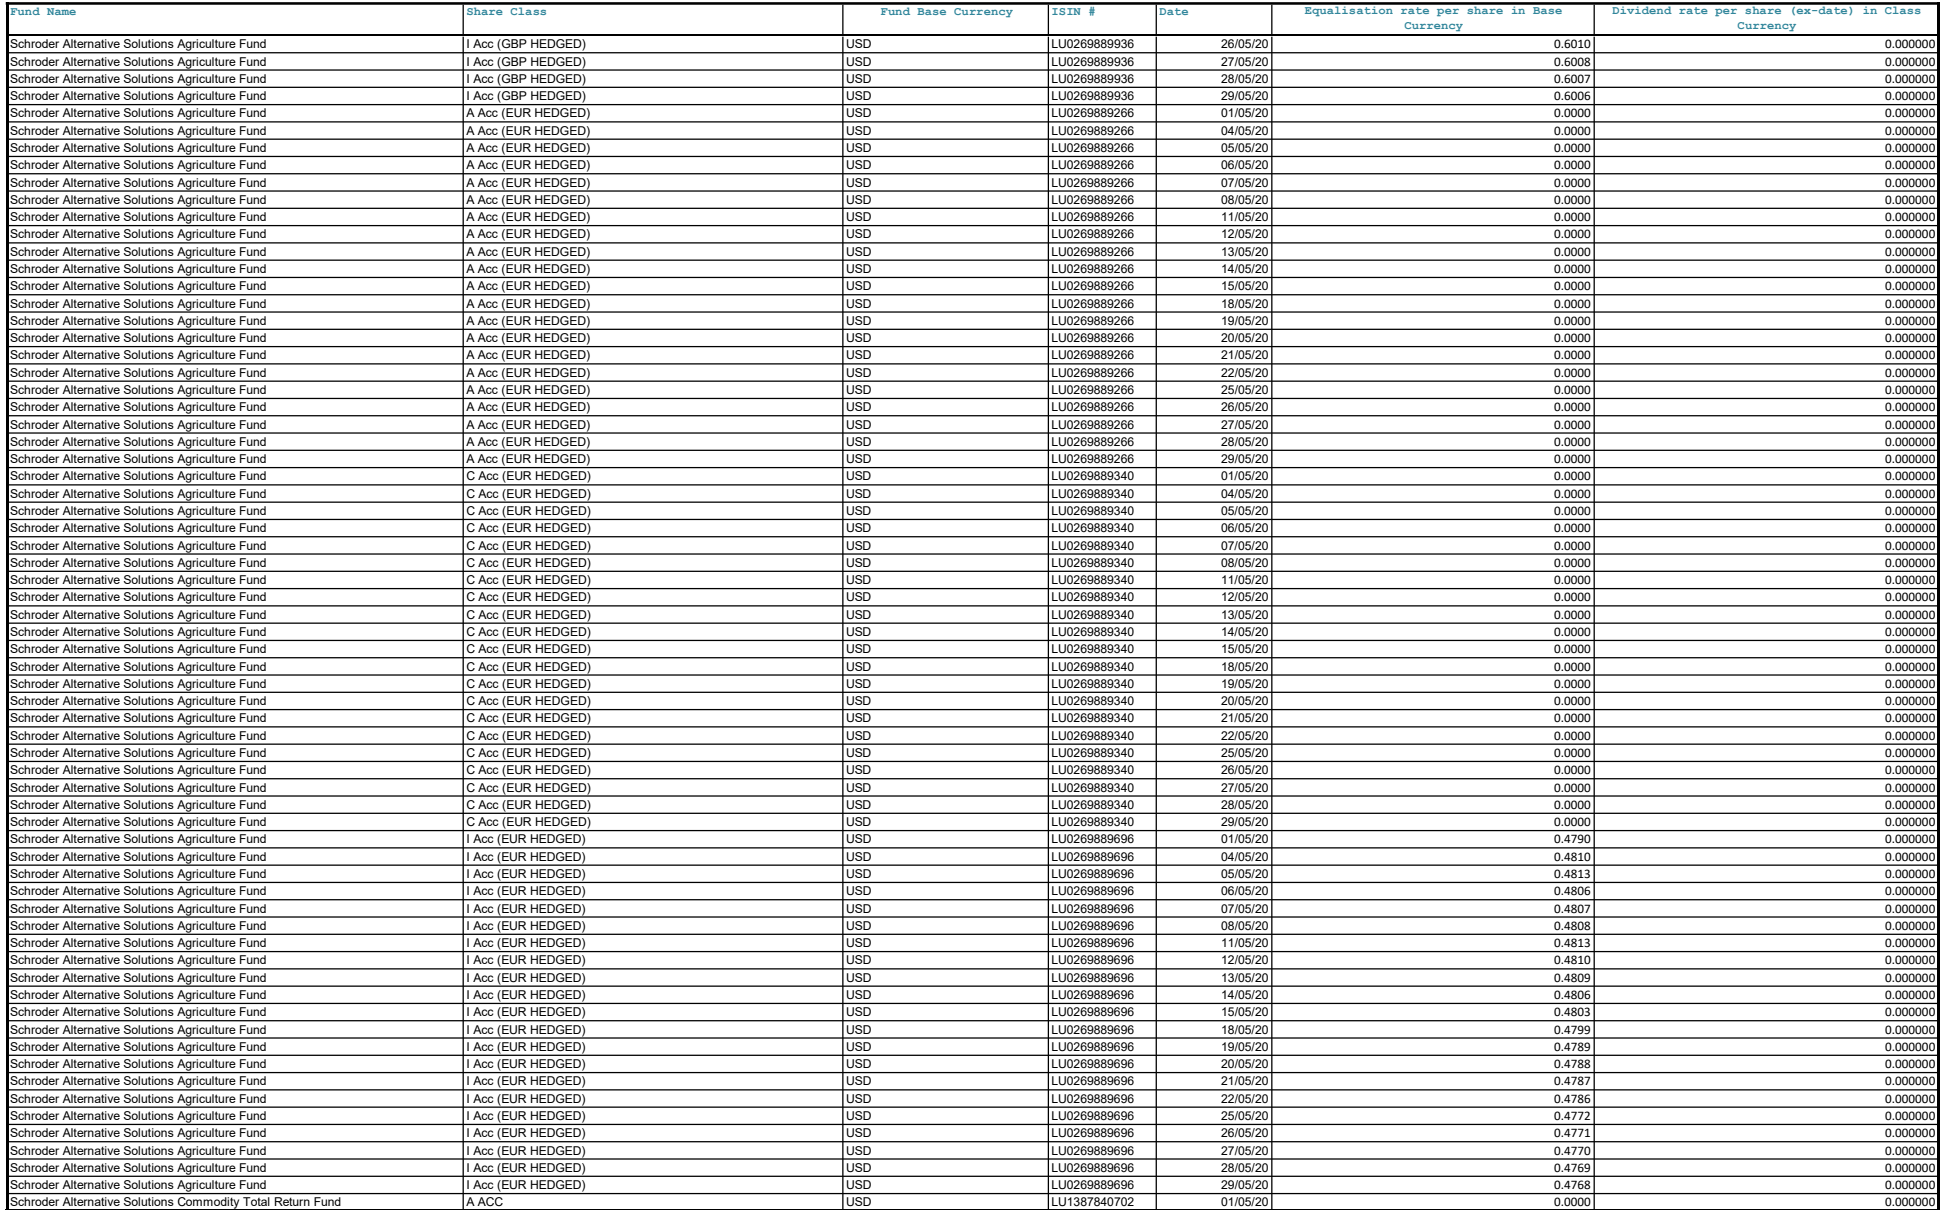 Fund Name Share Class Fund Base Currency ISIN # Date Equalisation rate per share in Base Currency Dividend rate per share (ex-date) in Class Currency
Schroder Alternative Solutions Agriculture Fund I Acc (GBP HEDGED) USD LU0269889936 26/05/20 0.6010 0.000000
Schroder Alternative Solutions Agriculture Fund I Acc (GBP HEDGED) USD LU0269889936 27/05/20 0.6008 0.000000
Schroder Alternative Solutions Agriculture Fund I Acc (GBP HEDGED) USD LU0269889936 28/05/20 0.6007 0.000000
Schroder Alternative Solutions Agriculture Fund I Acc (GBP HEDGED) USD LU0269889936 29/05/20 0.6006 0.000000
Schroder Alternative Solutions Agriculture Fund A Acc (EUR HEDGED) USD LU0269889266 01/05/20 0.0000 0.000000
Schroder Alternative Solutions Agriculture Fund A Acc (EUR HEDGED) USD LU0269889266 04/05/20 0.0000 0.000000
Schroder Alternative Solutions Agriculture Fund A Acc (EUR HEDGED) USD LU0269889266 05/05/20 0.0000 0.000000
Schroder Alternative Solutions Agriculture Fund A Acc (EUR HEDGED) USD LU0269889266 06/05/20 0.0000 0.000000
Schroder Alternative Solutions Agriculture Fund A Acc (EUR HEDGED) USD LU0269889266 07/05/20 0.0000 0.000000
Schroder Alternative Solutions Agriculture Fund A Acc (EUR HEDGED) USD LU0269889266 08/05/20 0.0000 0.000000
Schroder Alternative Solutions Agriculture Fund A Acc (EUR HEDGED) USD LU0269889266 11/05/20 0.0000 0.000000
Schroder Alternative Solutions Agriculture Fund A Acc (EUR HEDGED) USD LU0269889266 12/05/20 0.0000 0.000000
Schroder Alternative Solutions Agriculture Fund A Acc (EUR HEDGED) USD LU0269889266 13/05/20 0.0000 0.000000
Schroder Alternative Solutions Agriculture Fund A Acc (EUR HEDGED) USD LU0269889266 14/05/20 0.0000 0.000000
Schroder Alternative Solutions Agriculture Fund A Acc (EUR HEDGED) USD LU0269889266 15/05/20 0.0000 0.000000
Schroder Alternative Solutions Agriculture Fund A Acc (EUR HEDGED) USD LU0269889266 18/05/20 0.0000 0.000000
Schroder Alternative Solutions Agriculture Fund A Acc (EUR HEDGED) USD LU0269889266 19/05/20 0.0000 0.000000
Schroder Alternative Solutions Agriculture Fund A Acc (EUR HEDGED) USD LU0269889266 20/05/20 0.0000 0.000000
Schroder Alternative Solutions Agriculture Fund A Acc (EUR HEDGED) USD LU0269889266 21/05/20 0.0000 0.000000
Schroder Alternative Solutions Agriculture Fund A Acc (EUR HEDGED) USD LU0269889266 22/05/20 0.0000 0.000000
Schroder Alternative Solutions Agriculture Fund A Acc (EUR HEDGED) USD LU0269889266 25/05/20 0.0000 0.000000
Schroder Alternative Solutions Agriculture Fund A Acc (EUR HEDGED) USD LU0269889266 26/05/20 0.0000 0.000000
Schroder Alternative Solutions Agriculture Fund A Acc (EUR HEDGED) USD LU0269889266 27/05/20 0.0000 0.000000
Schroder Alternative Solutions Agriculture Fund A Acc (EUR HEDGED) USD LU0269889266 28/05/20 0.0000 0.000000
Schroder Alternative Solutions Agriculture Fund A Acc (EUR HEDGED) USD LU0269889266 29/05/20 0.0000 0.000000
Schroder Alternative Solutions Agriculture Fund C Acc (EUR HEDGED) USD LU0269889340 01/05/20 0.0000 0.000000
Schroder Alternative Solutions Agriculture Fund C Acc (EUR HEDGED) USD LU0269889340 04/05/20 0.0000 0.000000
Schroder Alternative Solutions Agriculture Fund C Acc (EUR HEDGED) USD LU0269889340 05/05/20 0.0000 0.000000
Schroder Alternative Solutions Agriculture Fund C Acc (EUR HEDGED) USD LU0269889340 06/05/20 0.0000 0.000000
Schroder Alternative Solutions Agriculture Fund C Acc (EUR HEDGED) USD LU0269889340 07/05/20 0.0000 0.000000
Schroder Alternative Solutions Agriculture Fund C Acc (EUR HEDGED) USD LU0269889340 08/05/20 0.0000 0.000000
Schroder Alternative Solutions Agriculture Fund C Acc (EUR HEDGED) USD LU0269889340 11/05/20 0.0000 0.000000
Schroder Alternative Solutions Agriculture Fund C Acc (EUR HEDGED) USD LU0269889340 12/05/20 0.0000 0.000000
Schroder Alternative Solutions Agriculture Fund C Acc (EUR HEDGED) USD LU0269889340 13/05/20 0.0000 0.000000
Schroder Alternative Solutions Agriculture Fund C Acc (EUR HEDGED) USD LU0269889340 14/05/20 0.0000 0.000000
Schroder Alternative Solutions Agriculture Fund C Acc (EUR HEDGED) USD LU0269889340 15/05/20 0.0000 0.000000
Schroder Alternative Solutions Agriculture Fund C Acc (EUR HEDGED) USD LU0269889340 18/05/20 0.0000 0.000000
Schroder Alternative Solutions Agriculture Fund C Acc (EUR HEDGED) USD LU0269889340 19/05/20 0.0000 0.000000
Schroder Alternative Solutions Agriculture Fund C Acc (EUR HEDGED) USD LU0269889340 20/05/20 0.0000 0.000000
Schroder Alternative Solutions Agriculture Fund C Acc (EUR HEDGED) USD LU0269889340 21/05/20 0.0000 0.000000
Schroder Alternative Solutions Agriculture Fund C Acc (EUR HEDGED) USD LU0269889340 22/05/20 0.0000 0.000000
Schroder Alternative Solutions Agriculture Fund C Acc (EUR HEDGED) USD LU0269889340 25/05/20 0.0000 0.000000
Schroder Alternative Solutions Agriculture Fund C Acc (EUR HEDGED) USD LU0269889340 26/05/20 0.0000 0.000000
Schroder Alternative Solutions Agriculture Fund C Acc (EUR HEDGED) USD LU0269889340 27/05/20 0.0000 0.000000
Schroder Alternative Solutions Agriculture Fund C Acc (EUR HEDGED) USD LU0269889340 28/05/20 0.0000 0.000000
Schroder Alternative Solutions Agriculture Fund C Acc (EUR HEDGED) USD LU0269889340 29/05/20 0.0000 0.000000
Schroder Alternative Solutions Agriculture Fund I Acc (EUR HEDGED) USD LU0269889696 01/05/20 0.4790 0.000000
Schroder Alternative Solutions Agriculture Fund I Acc (EUR HEDGED) USD LU0269889696 04/05/20 0.4810 0.000000
Schroder Alternative Solutions Agriculture Fund I Acc (EUR HEDGED) USD LU0269889696 05/05/20 0.4813 0.000000
Schroder Alternative Solutions Agriculture Fund I Acc (EUR HEDGED) USD LU0269889696 06/05/20 0.4806 0.000000
Schroder Alternative Solutions Agriculture Fund I Acc (EUR HEDGED) USD LU0269889696 07/05/20 0.4807 0.000000
Schroder Alternative Solutions Agriculture Fund I Acc (EUR HEDGED) USD LU0269889696 08/05/20 0.4808 0.000000
Schroder Alternative Solutions Agriculture Fund I Acc (EUR HEDGED) USD LU0269889696 11/05/20 0.4813 0.000000
Schroder Alternative Solutions Agriculture Fund I Acc (EUR HEDGED) USD LU0269889696 12/05/20 0.4810 0.000000
Schroder Alternative Solutions Agriculture Fund I Acc (EUR HEDGED) USD LU0269889696 13/05/20 0.4809 0.000000
Schroder Alternative Solutions Agriculture Fund I Acc (EUR HEDGED) USD LU0269889696 14/05/20 0.4806 0.000000
Schroder Alternative Solutions Agriculture Fund I Acc (EUR HEDGED) USD LU0269889696 15/05/20 0.4803 0.000000
Schroder Alternative Solutions Agriculture Fund I Acc (EUR HEDGED) USD LU0269889696 18/05/20 0.4799 0.000000
Schroder Alternative Solutions Agriculture Fund I Acc (EUR HEDGED) USD LU0269889696 19/05/20 0.4789 0.000000
Schroder Alternative Solutions Agriculture Fund I Acc (EUR HEDGED) USD LU0269889696 20/05/20 0.4788 0.000000
Schroder Alternative Solutions Agriculture Fund I Acc (EUR HEDGED) USD LU0269889696 21/05/20 0.4787 0.000000
Schroder Alternative Solutions Agriculture Fund I Acc (EUR HEDGED) USD LU0269889696 22/05/20 0.4786 0.000000
Schroder Alternative Solutions Agriculture Fund I Acc (EUR HEDGED) USD LU0269889696 25/05/20 0.4772 0.000000
Schroder Alternative Solutions Agriculture Fund I Acc (EUR HEDGED) USD LU0269889696 26/05/20 0.4771 0.000000
Schroder Alternative Solutions Agriculture Fund I Acc (EUR HEDGED) USD LU0269889696 27/05/20 0.4770 0.000000
Schroder Alternative Solutions Agriculture Fund I Acc (EUR HEDGED) USD LU0269889696 28/05/20 0.4769 0.000000
Schroder Alternative Solutions Agriculture Fund I Acc (EUR HEDGED) USD LU0269889696 29/05/20 0.4768 0.000000
Schroder Alternative Solutions Commodity Total Return Fund A ACC USD LU1387840702 01/05/20 0.0000 0.000000